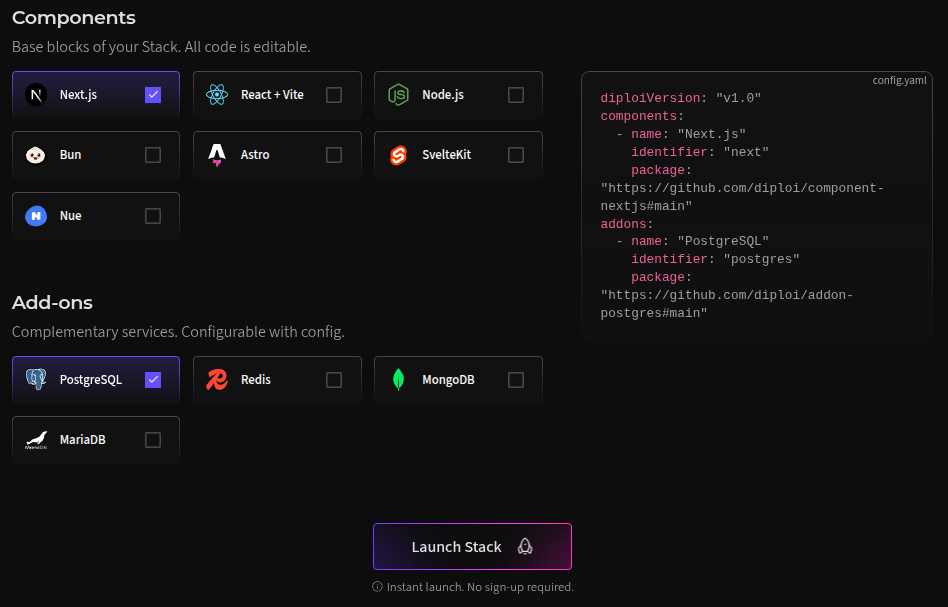 Components
Base blocks of your Stack. All code is editable.
Next.js
React + Vite
Node.js
Bun
Astro
SvelteKit
Nue
config.yaml
diploiVersion: "v1.0"
components:
  - name: "Next.js"
    identifier: "next"
    package:
"https://github.com/diploi/component-
nextjs#main"
addons:
  - name: "PostgreSQL"
    identifier: "postgres"
    package:
"https://github.com/diploi/addon-
postgres#main"
Add-ons
Complementary services. Configurable with config.
PostgreSQL
Redis
MongoDB
MariaDB
Launch Stack
Instant launch. No sign-up required.